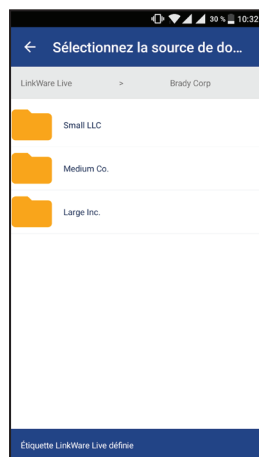 30 % 10:32
Sélectionnez la source de do...
LinkWare Live > Brady Corp
Small LLC
Medium Co.
Large Inc.
Étiquette LinkWare Live définie